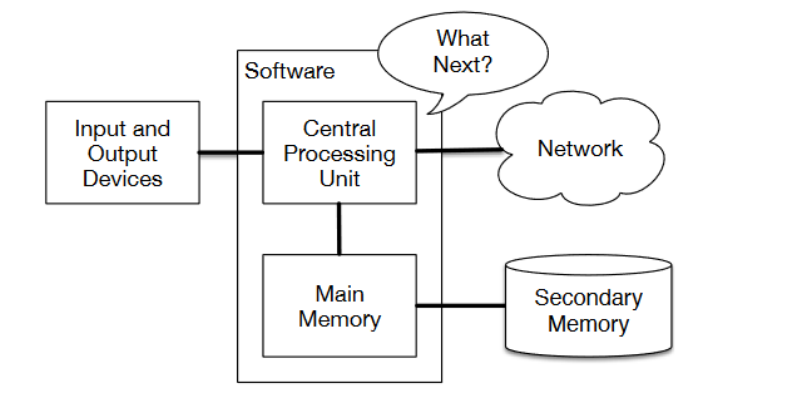 What
Next?
Software
Input and
Output
Devices
Central
Processing
Unit
Network
Main
Memory
Secondary
Memory